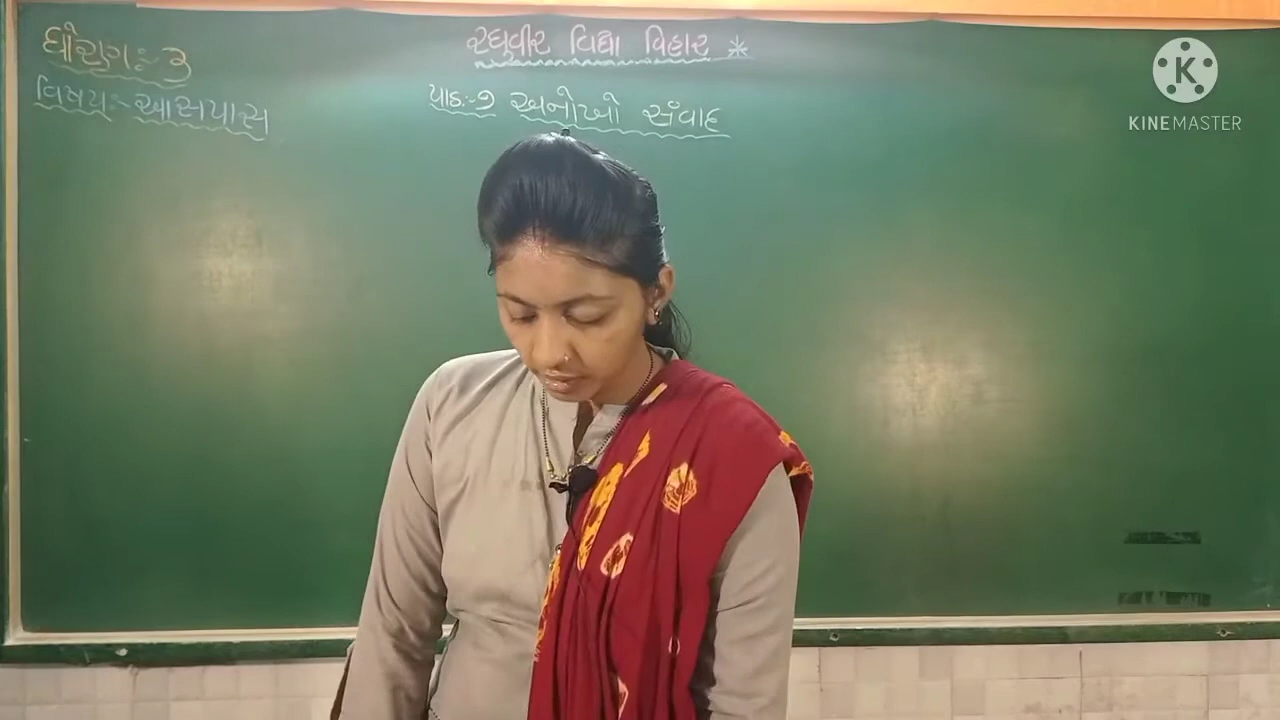 રઘુવીર વિદ્યા વિહાર *
ધોરણ:- 3
વિષય:- આસપાસ
પાઠ:-૭ અનોખો સંવાદ
KINEMASTER